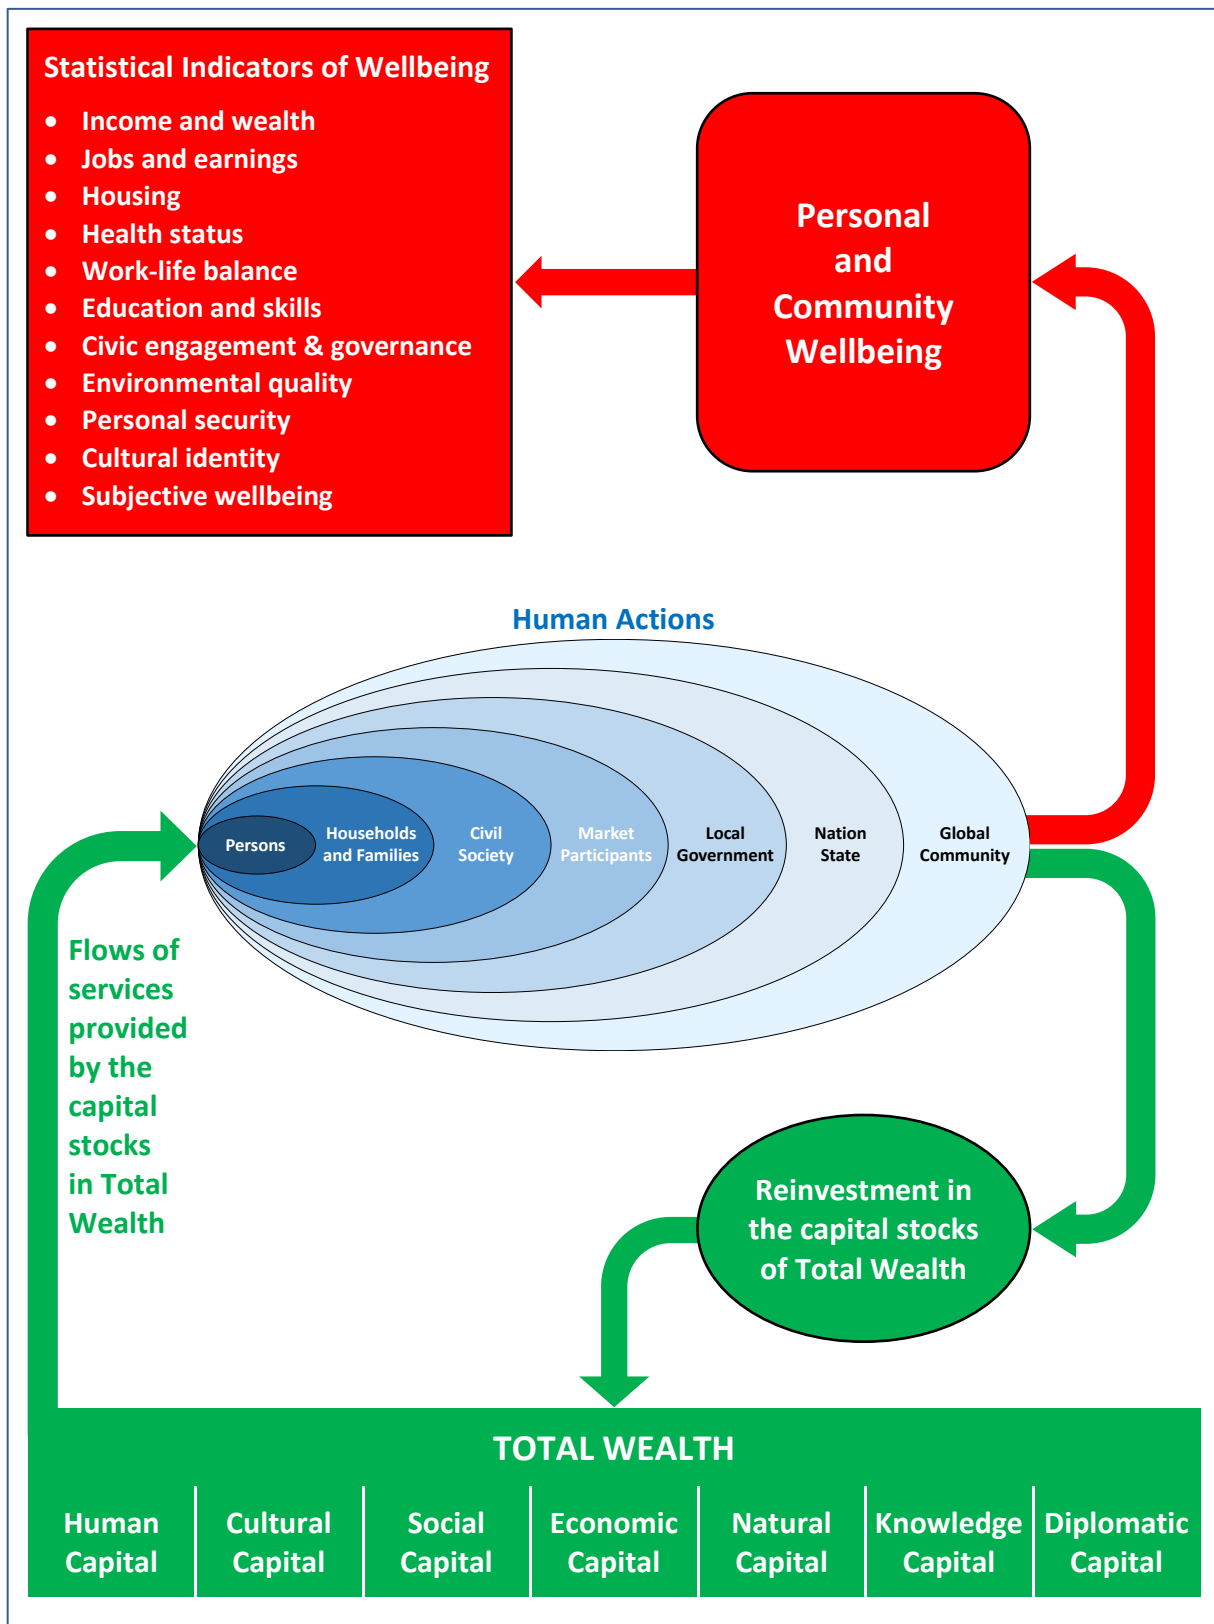 Statistical Indicators of Wellbeing
• Income and wealth
• Jobs and earnings
• Housing
• Health status
• Work-life balance
• Education and skills
• Civic engagement & governance
• Environmental quality
• Personal security
• Cultural identity
• Subjective wellbeing
Personal
and
Community
Wellbeing
Human Actions
Persons
Households
and Families
Civil
Society
Market
Participants
Local
Government
Nation
State
Global
Community
Flows of
services
provided
by the
capital
stocks
in Total
Wealth
Reinvestment in
the capital stocks
of Total Wealth
TOTAL WEALTH
Human
Capital
Cultural
Capital
Social
Capital
Economic
Capital
Natural
Capital
Knowledge
Capital
Diplomatic
Capital